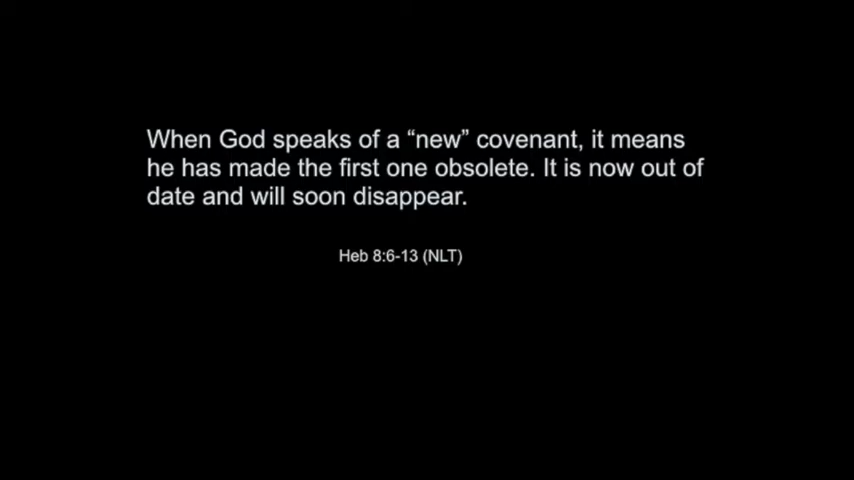 When God speaks of a “new” covenant, it means
he has made the first one obsolete. It is now out of
date and will soon disappear.
Heb 8:6-13 (NLT)